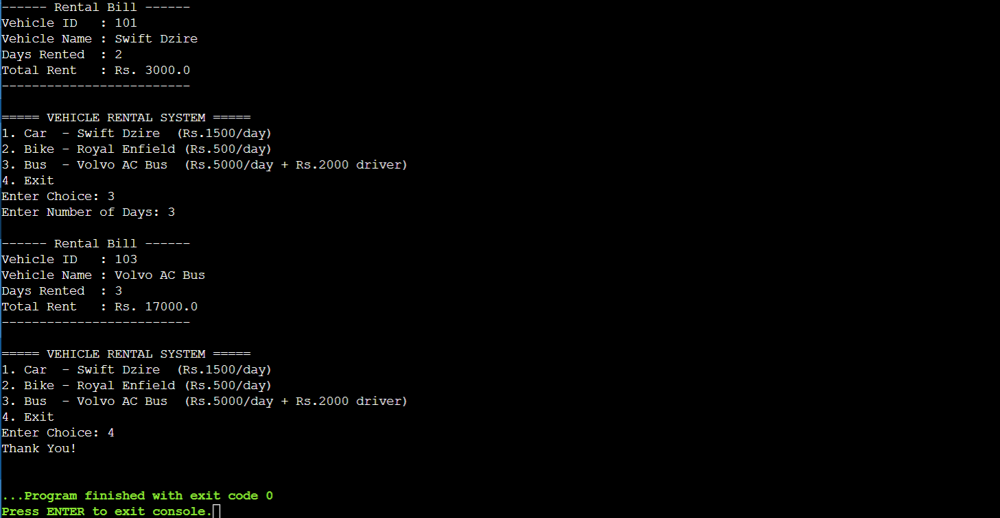 ------ Rental Bill ------
Vehicle ID   : 101
Vehicle Name : Swift Dzire
Days Rented  : 2
Total Rent   : Rs. 3000.0
-------------------------
===== VEHICLE RENTAL SYSTEM =====
1. Car  - Swift Dzire  (Rs.1500/day)
2. Bike - Royal Enfield (Rs.500/day)
3. Bus  - Volvo AC Bus  (Rs.5000/day + Rs.2000 driver)
4. Exit
Enter Choice: 3
Enter Number of Days: 3
------ Rental Bill ------
Vehicle ID   : 103
Vehicle Name : Volvo AC Bus
Days Rented  : 3
Total Rent   : Rs. 17000.0
-------------------------
===== VEHICLE RENTAL SYSTEM =====
1. Car  - Swift Dzire  (Rs.1500/day)
2. Bike - Royal Enfield (Rs.500/day)
3. Bus  - Volvo AC Bus  (Rs.5000/day + Rs.2000 driver)
4. Exit
Enter Choice: 4
Thank You!
...Program finished with exit code 0
Press ENTER to exit console.